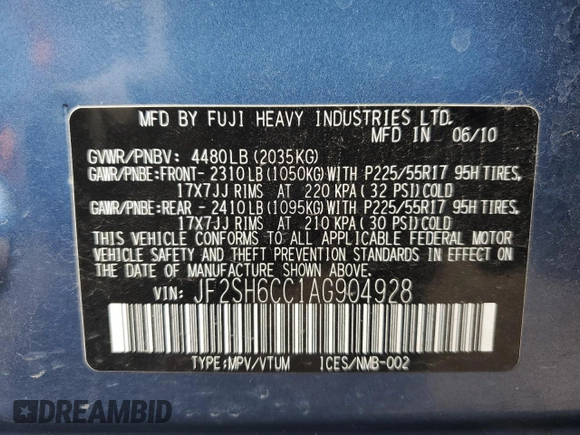 MFD BY FUJI HEAVY INDUSTRIES LTD.
MFD IN 06/10
GVWR/PNBV: 4480LB (2035KG)
GAWR/PNBE:FRONT- 2310LB (1050KG)WITH P225/55R17 95H TIRES,
17X7JJ RIMS AT 220 KPA (32 PSI)COLD
GAWR/PNBE:REAR - 2410LB (1095KG)WITH P225/55R17 95H TIRES,
17X7JJ RIMS AT 210 KPA (30 PSI)COLD
THIS VEHICLE CONFORMS TO ALL APPLICABLE FEDERAL MOTOR
VEHICLE SAFETY AND THEFT PREVENTION STANDARDS IN EFFECT ON
THE DATE OF MANUFACTURE SHOWN ABOVE.
VIN: JF2SH6CC1AG904928
TYPE:MPV/VTUM ICES/NMB-002
DREAMBID